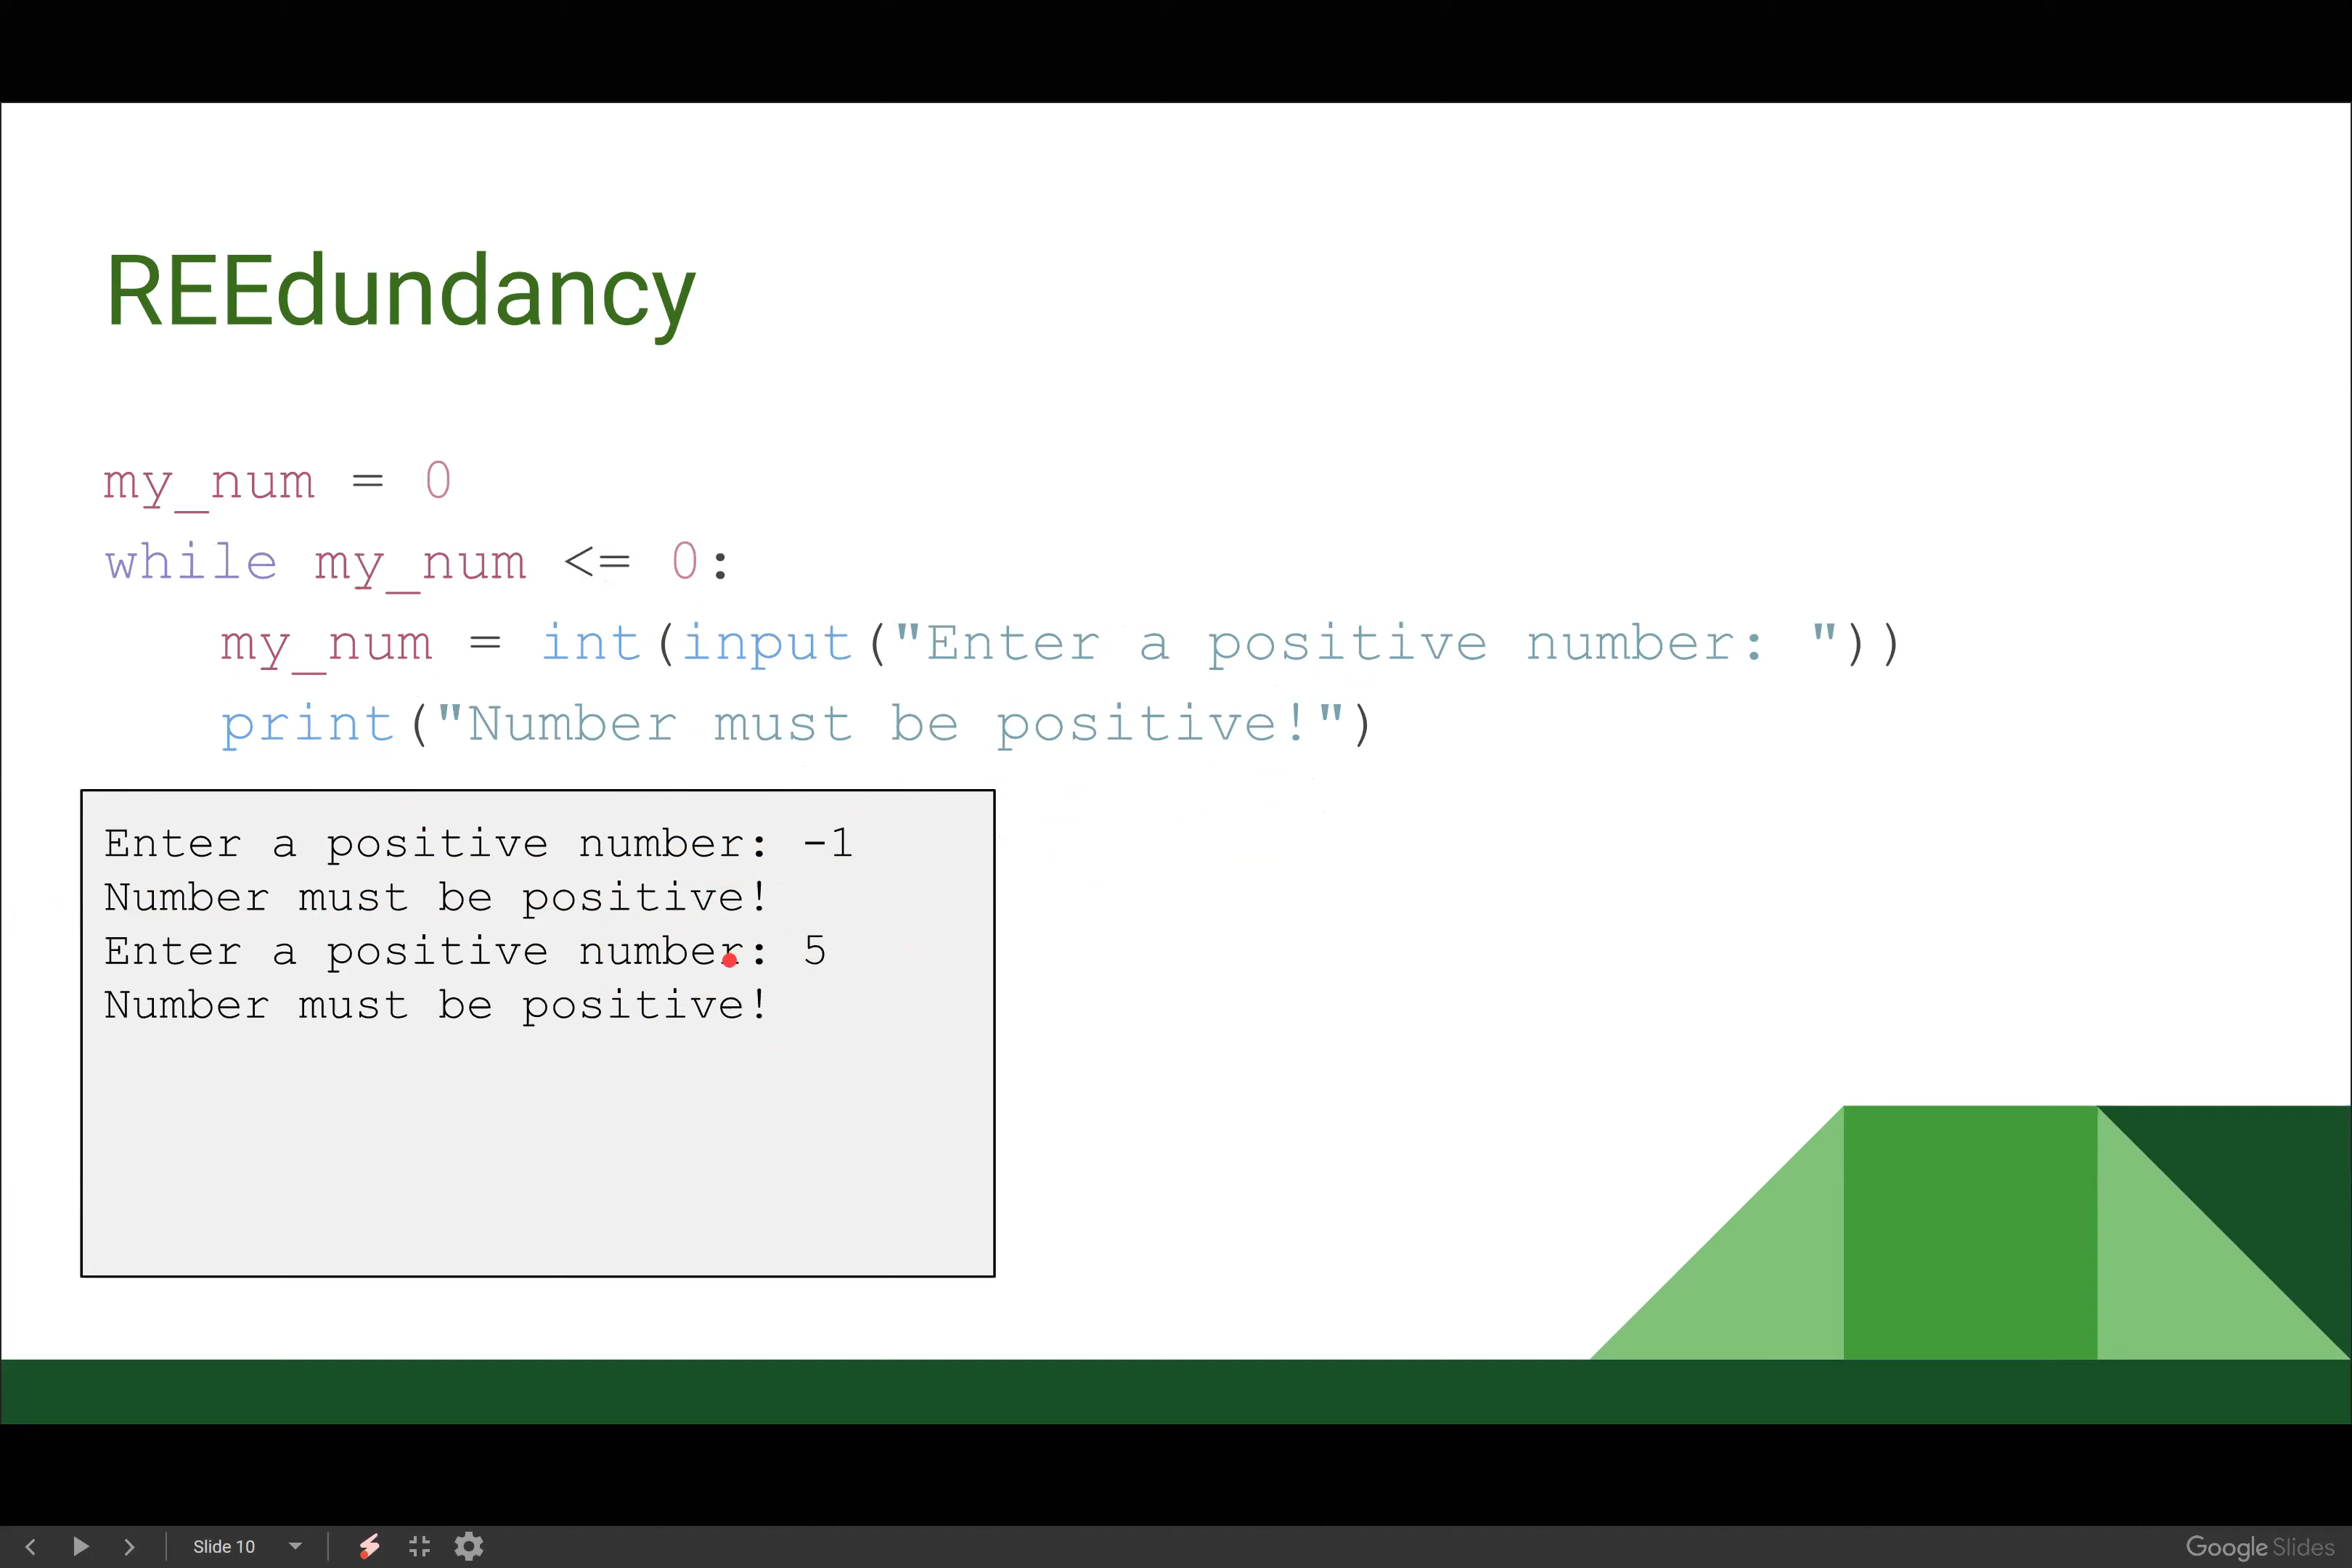 REEdundancy
my_num = 0
while my_num <= 0:
my_num = int(input("Enter a positive number: "))
print("Number must be positive!")
Enter a positive number: -1
Number must be positive!
Enter a positive number: 5
Number must be positive!
Slide 10
Google Slides